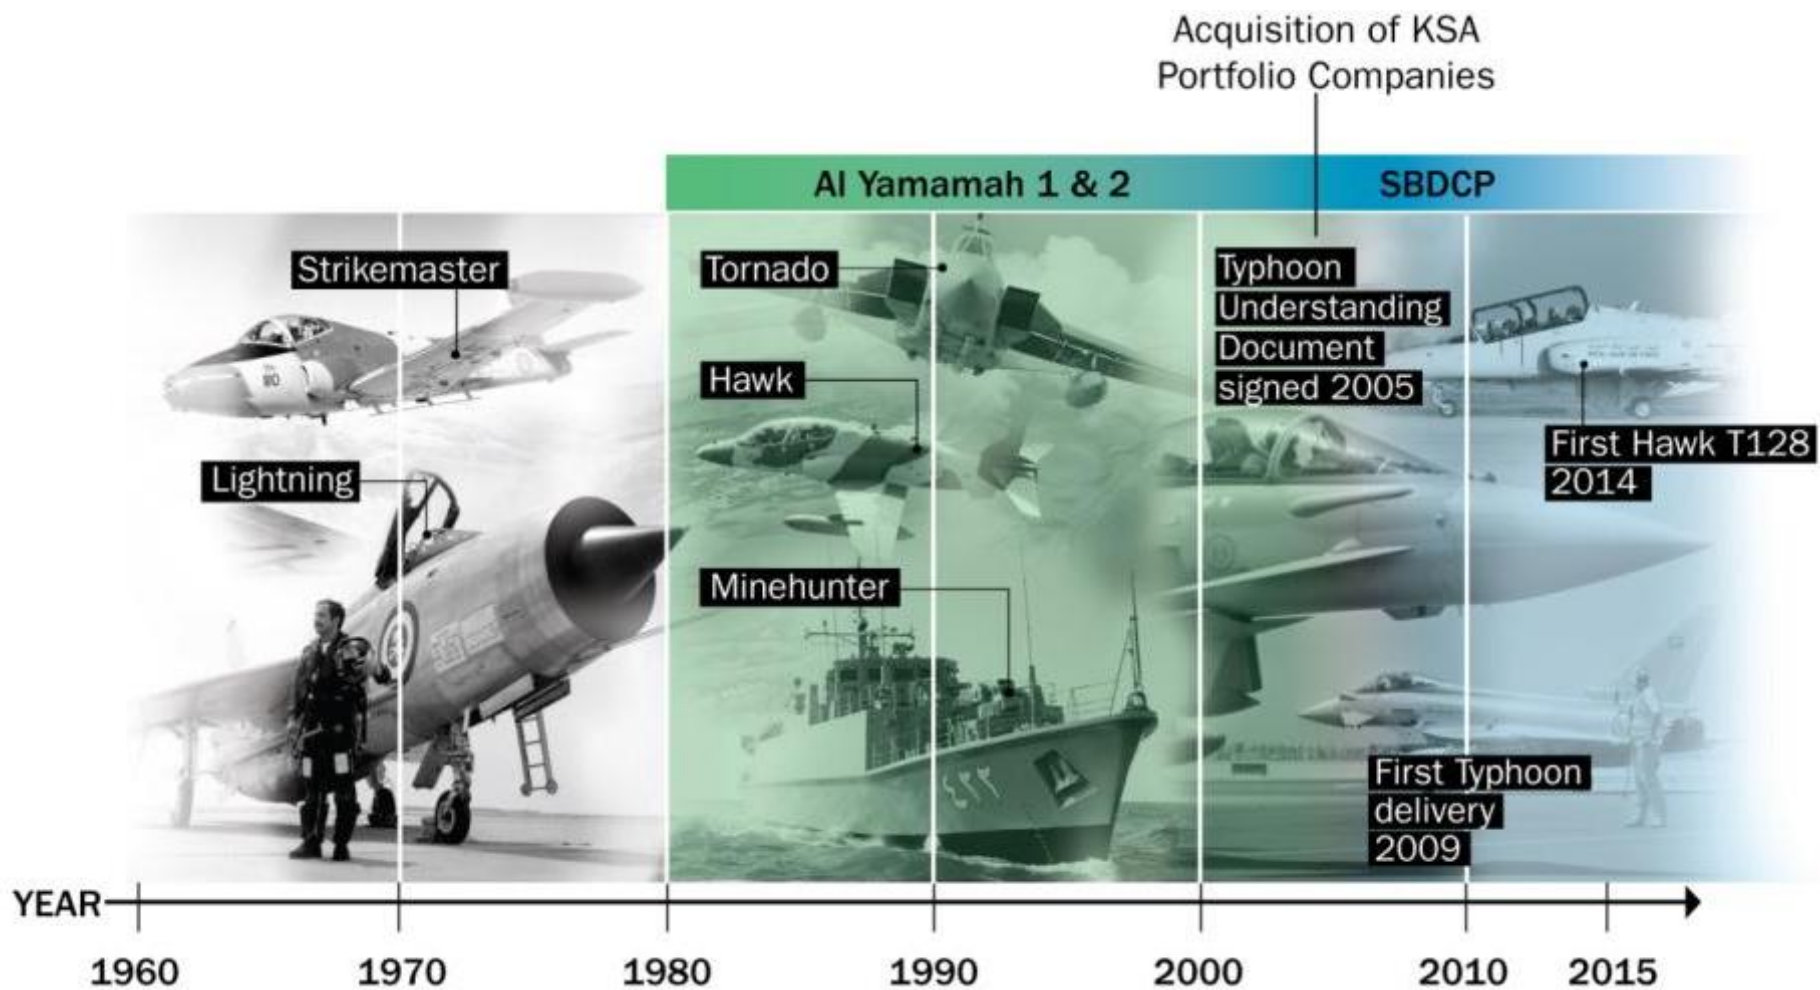 Acquisition of KSA
Portfolio Companies
Al Yamamah 1 & 2
SBDCP
Strikemaster
Lightning
Tornado
Hawk
Minehunter
Typhoon
Understanding
Document
signed 2005
First Hawk T128
2014
First Typhoon
delivery
2009
٤٢٢
YEAR
1960
1970
1980
1990
2000
2010
2015